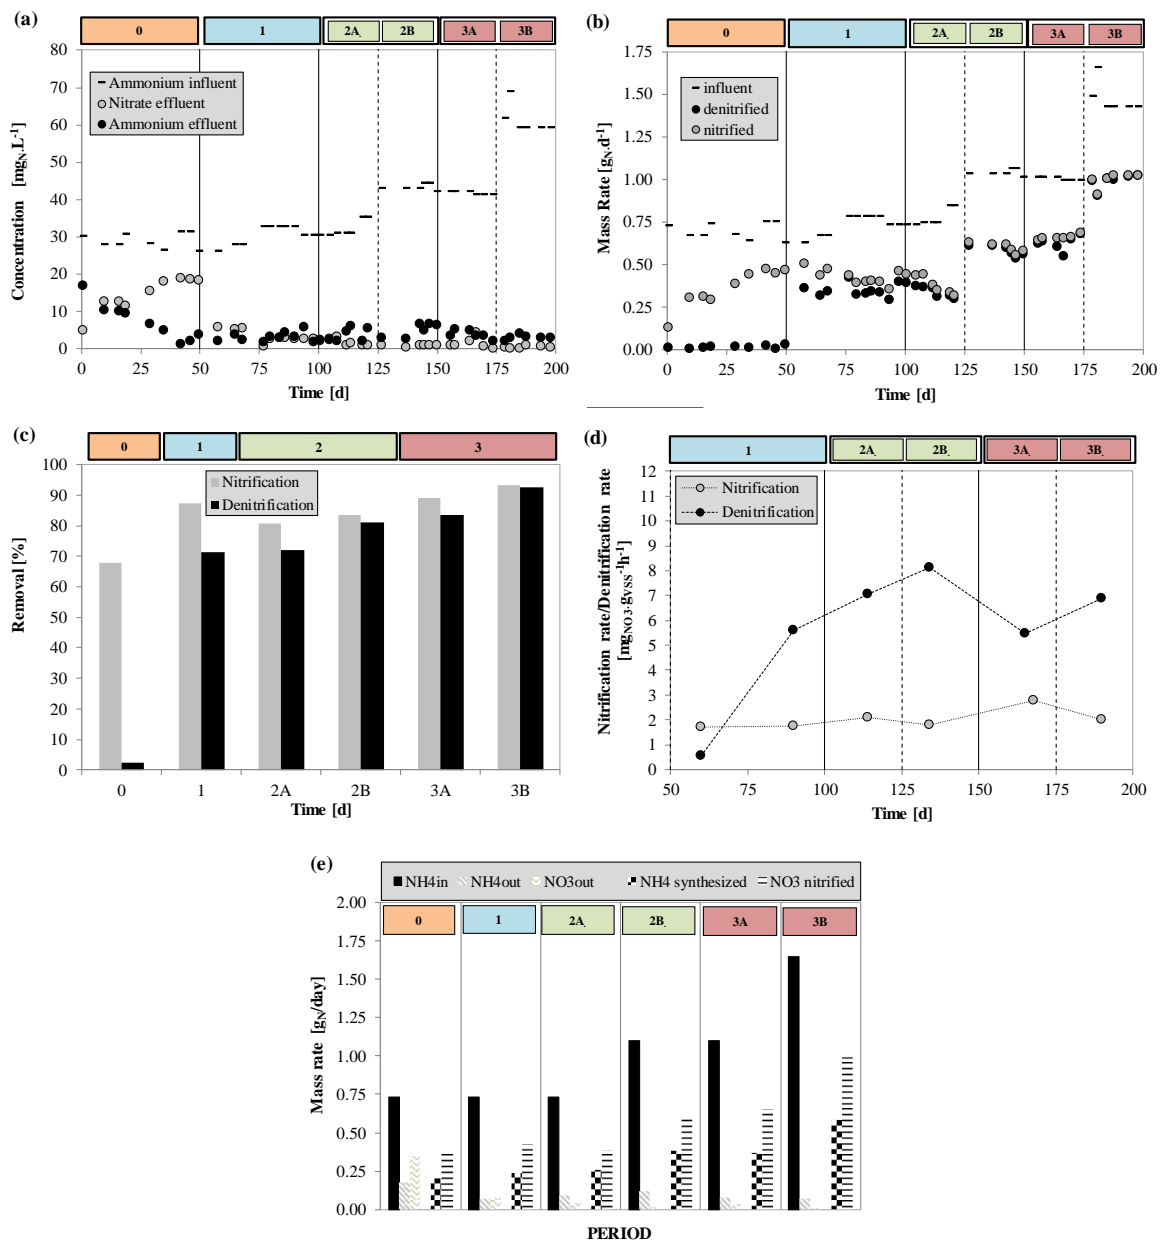 (a)
0 1 2A. 2B 3A 3B
80
70
60
50
40
30
20
10
0
Concentration [mgN.L-1]
Ammonium influent
Nitrate effluent
Ammonium effluent
0 25 50 75 100 125 150 175 200
Time [d]
(b)
0 1 2A. 2B 3A 3B
1.75
1.50
1.25
1.00
0.75
0.50
0.25
0.00
Mass Rate [gN.d-1]
influent
denitrified
nitrified
0 25 50 75 100 125 150 175 200
Time [d]
(c)
0 1 2 3
100
90
80
70
60
50
40
30
20
10
0
Removal [%]
Nitrification
Denitrification
0 1 2A 2B 3A 3B
Time [d]
(d)
1 2A. 2B. 3A. 3B.
12
11
10
9
8
7
6
5
4
3
2
1
0
Nitrification rate/Denitrification rate
[mgNO3.gVSS-1h-1]
Nitrification
Denitrification
50 75 100 125 150 175 200
Time [d]
(e)
NH4in NH4out NO3out NH4 synthesized NO3 nitrified
0 1 2A. 2B. 3A 3B
2.00
1.75
1.50
1.25
1.00
0.75
0.50
0.25
0.00
Mass rate [gN/day]
PERIOD